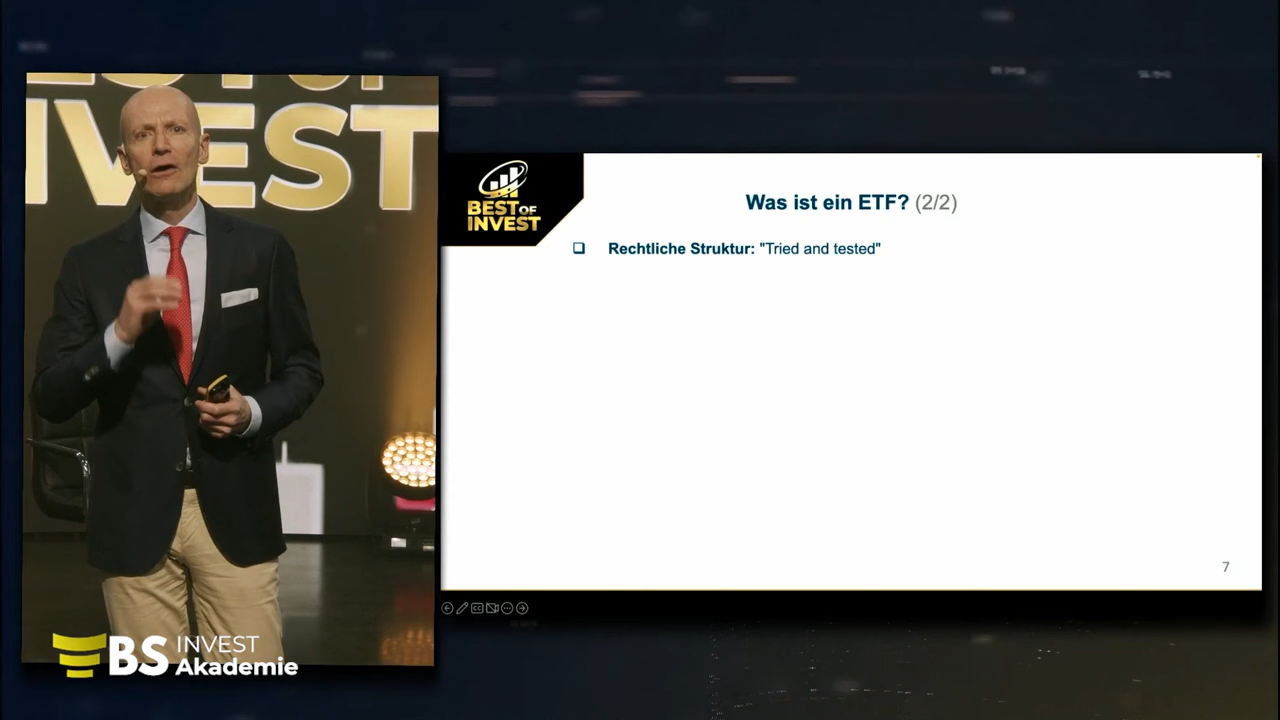 BEST OF
INVEST
BEST OF
INVEST
Was ist ein ETF? (2/2)
Rechtliche Struktur: "Tried and tested"
7
CC
BS INVEST
Akademie